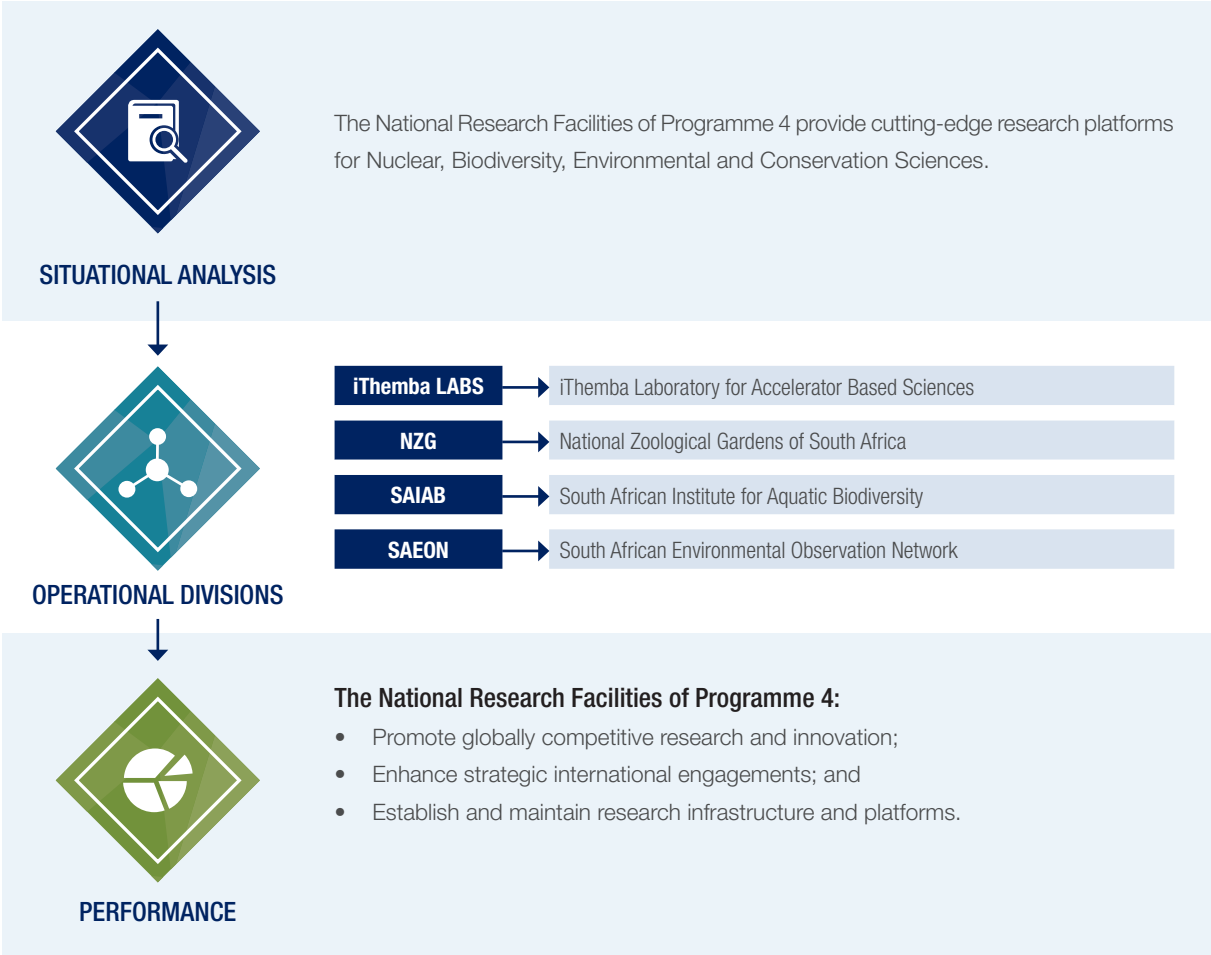 The National Research Facilities of Programme 4 provide cutting-edge research platforms
for Nuclear, Biodiversity, Environmental and Conservation Sciences.
SITUATIONAL ANALYSIS
iThemba LABS
iThemba Laboratory for Accelerator Based Sciences
NZG
National Zoological Gardens of South Africa
SAIAB
South African Institute for Aquatic Biodiversity
SAEON
South African Environmental Observation Network
OPERATIONAL DIVISIONS
The National Research Facilities of Programme 4:
• Promote globally competitive research and innovation;
• Enhance strategic international engagements; and
• Establish and maintain research infrastructure and platforms.
PERFORMANCE